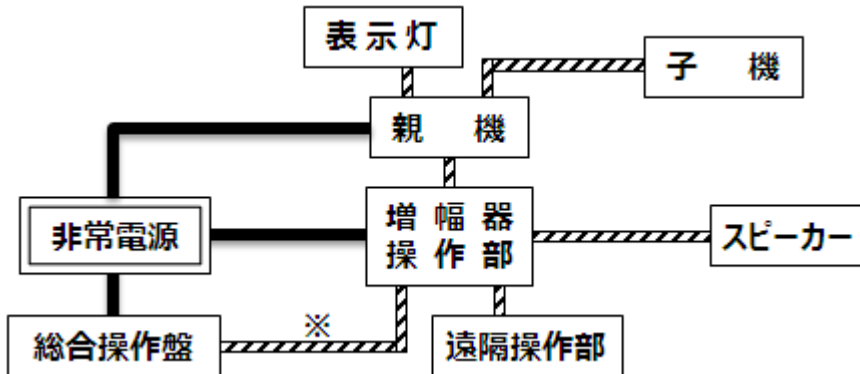 表示灯
子機
親機
非常電源
増幅器
操作部
スピーカー
※
総合操作盤
遠隔操作部